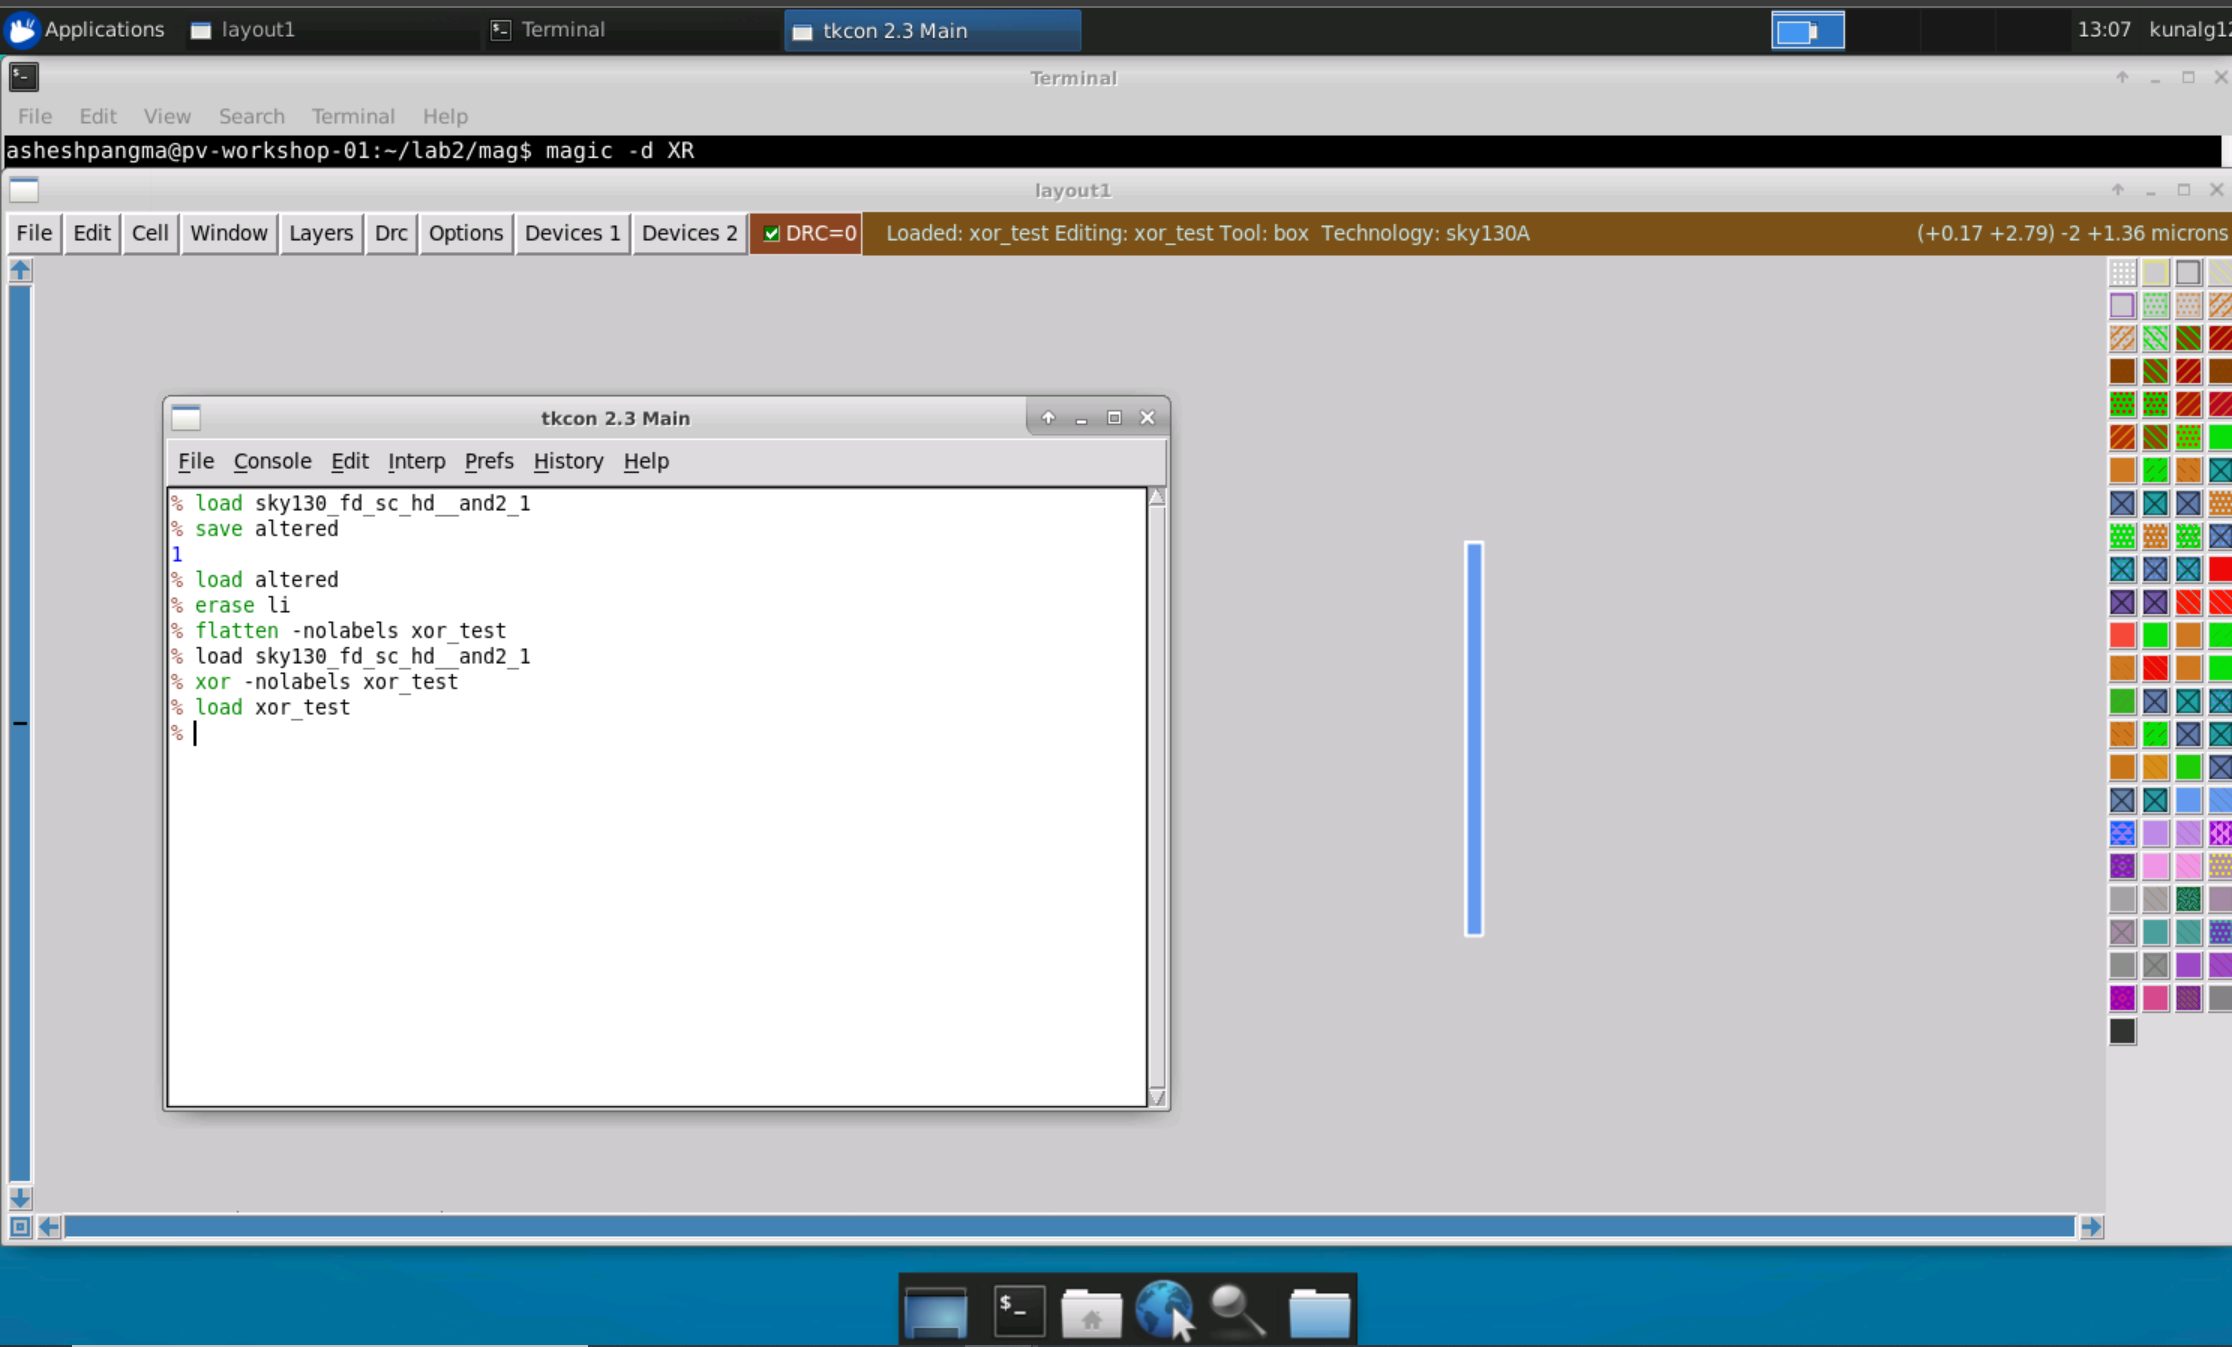 Applications layout1 Terminal tkcon 2.3 Main 13:07 kunalg12
Terminal
File Edit View Search Terminal Help
asheshpangma@pv-workshop-01:~/lab2/mag$ magic -d XR
layout1
File Edit Cell Window Layers Drc Options Devices 1 Devices 2 DRC=0 Loaded: xor_test Editing: xor_test Tool: box Technology: sky130A (+0.17 +2.79) -2 +1.36 microns
tkcon 2.3 Main
File Console Edit Interp Prefs History Help
% load sky130_fd_sc_hd__and2_1
% save altered
1
% load altered
% erase li
% flatten -nolabels xor_test
% load sky130_fd_sc_hd__and2_1
% xor -nolabels xor_test
% load xor_test
%
$_